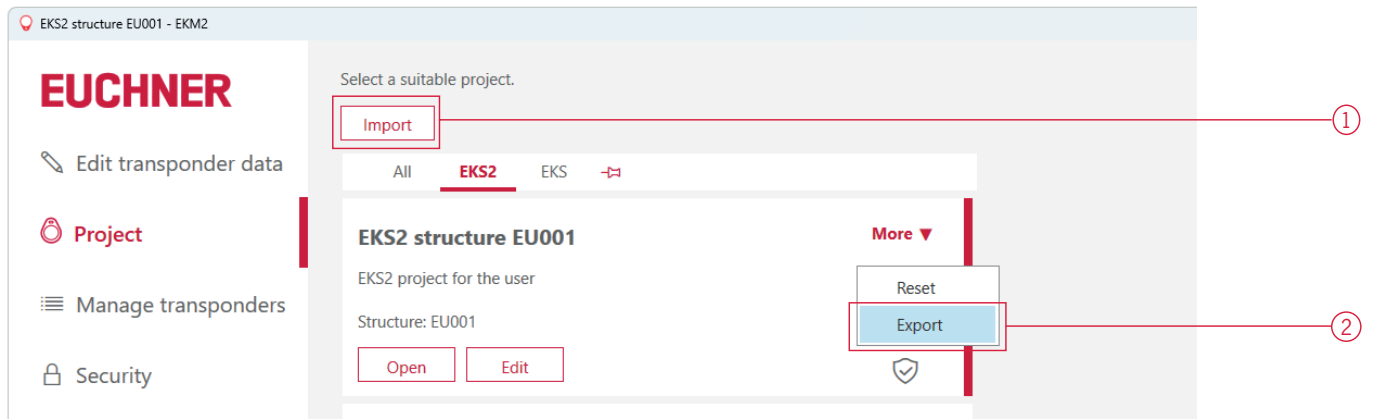 EKS2 structure EU001 - EKM2
EUCHNER
Edit transponder data
Project
Manage transponders
Security
Select a suitable project.
Import
All EKS2 EKS
EKS2 structure EU001
More ▼
EKS2 project for the user
Reset
Structure: EU001
Export
Open Edit
1
2